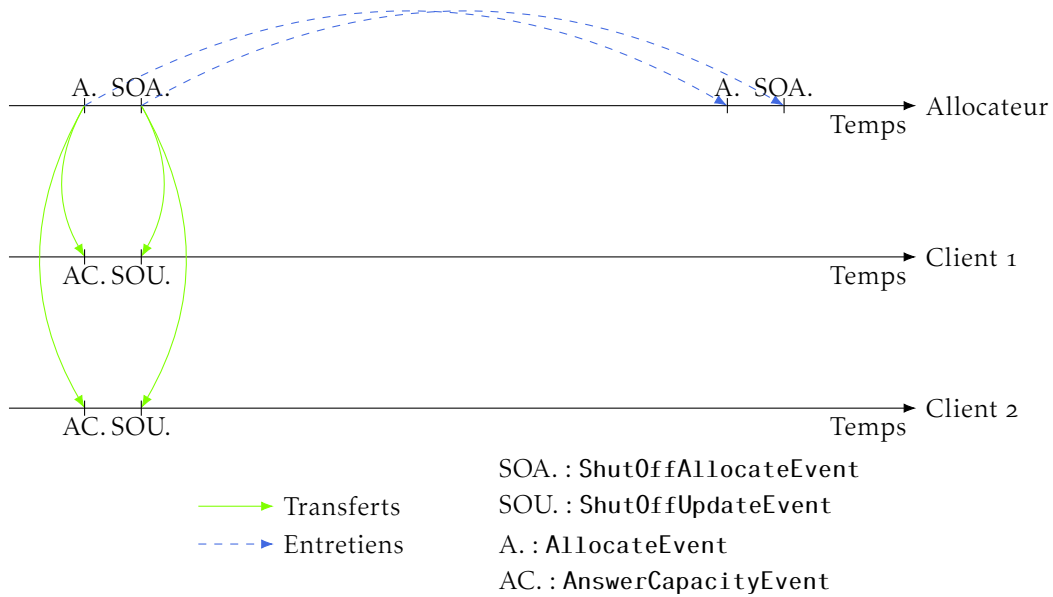 A. SOA. A. SOA.
Allocateur
Temps
Client 1
AC. SOU. Temps
Client 2
AC. SOU. Temps
SOA. : ShutOffAllocateEvent
Transferts SOU. : ShutOffUpdateEvent
Entretiens A. : AllocateEvent
AC. : AnswerCapacityEvent